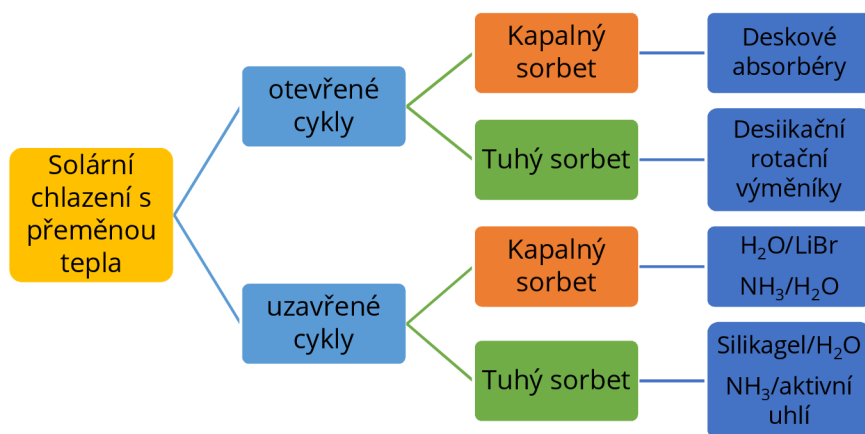 Solární
chlazení s
přeměnou
tepla
otevřené
cykly
Kapalný
sorbet
Deskové
absorbéry
Tuhý sorbet
Desiikační
rotační
výměníky
uzavřené
cykly
Kapalný
sorbet
H₂O/LiBr
NH₃/H₂O
Tuhý sorbet
Silikagel/H₂O
NH₃/aktivní
uhlí